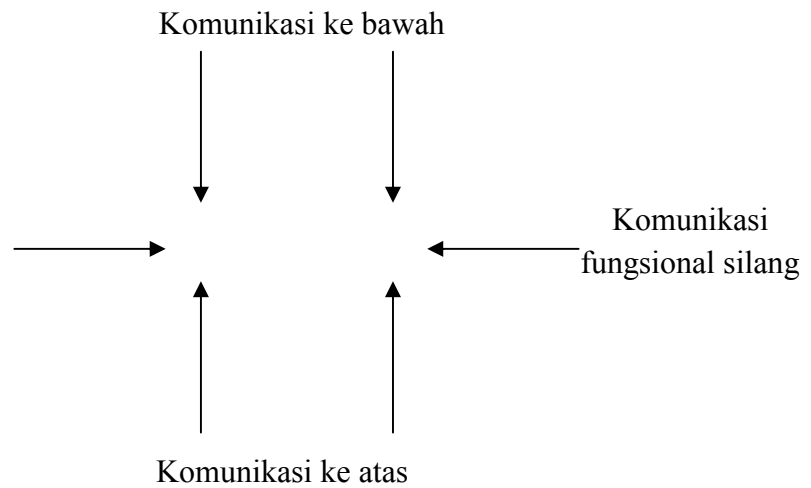 Komunikasi ke bawah
Komunikasi
fungsional silang
Komunikasi ke atas